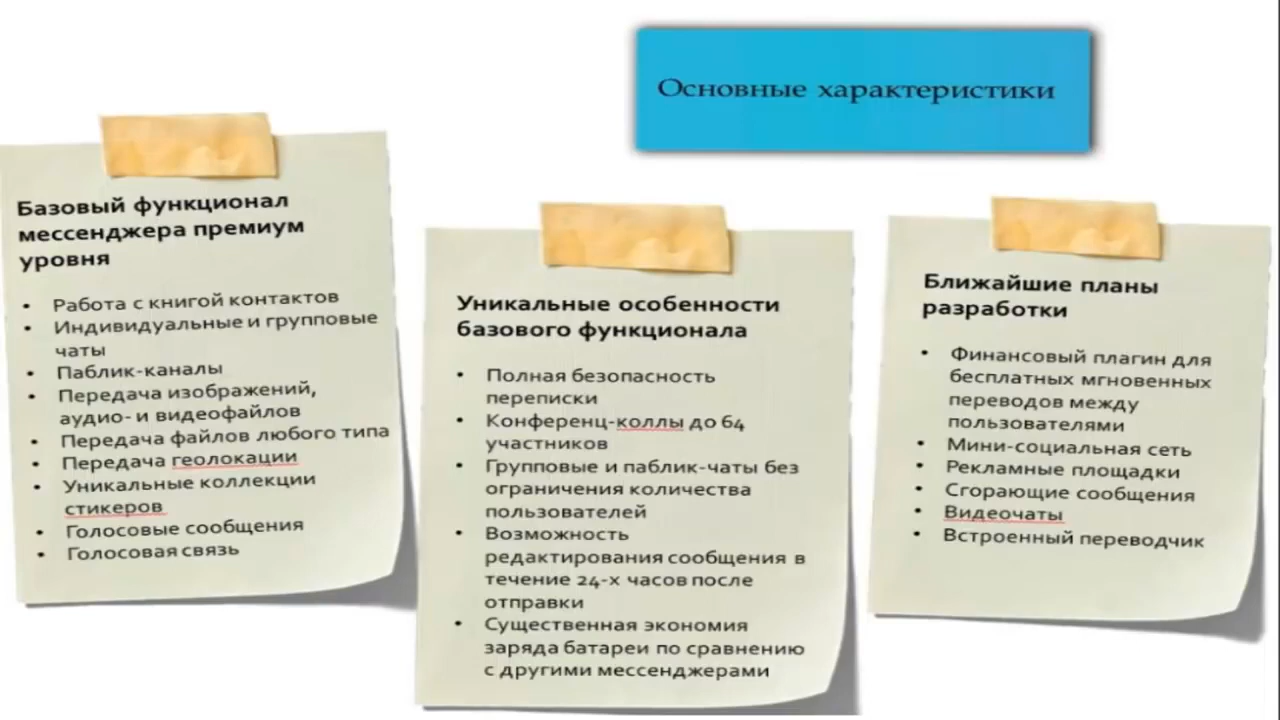 Основные характеристики
Базовый функционал
мессенджера премиум
уровня
• Работа с книгой контактов
• Индивидуальные и групповые
чаты
• Паблик-каналы
• Передача изображений,
аудио- и видеофайлов
• Передача файлов любого типа
• Передача геолокации
• Уникальные коллекции
стикеров
• Голосовые сообщения
• Голосовая связь
Уникальные особенности
базового функционала
• Полная безопасность
переписки
• Конференц-коллы до 64
участников
• Групповые и паблик-чаты без
ограничения количества
пользователей
• Возможность
редактирования сообщения в
течение 24-х часов после
отправки
• Существенная экономия
заряда батареи по сравнению
с другими мессенджерами
Ближайшие планы
разработки
• Финансовый плагин для
бесплатных мгновенных
переводов между
пользователями
• Мини-социальная сеть
• Рекламные площадки
• Сгорающие сообщения
• Видеочаты
• Встроенный переводчик